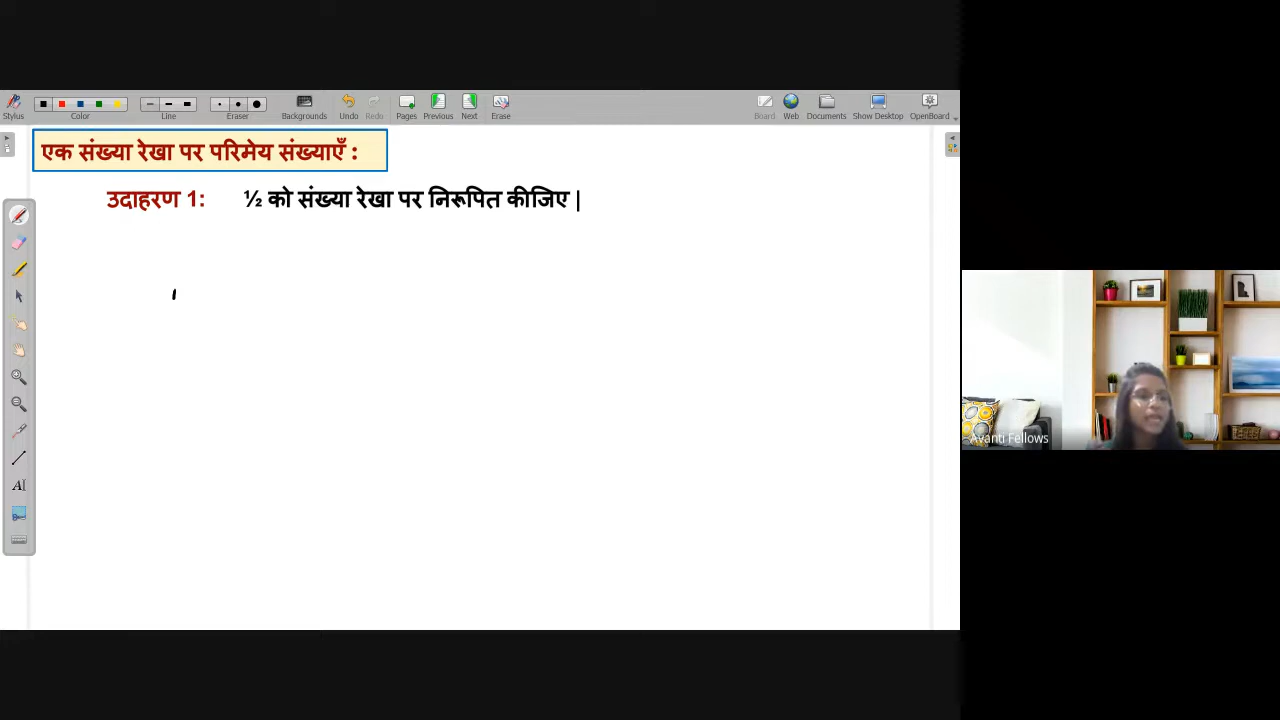 Stylus
Color
Line
Eraser
Backgrounds
Undo
Redo
Pages
Previous
Next
Erase
Board
Web
Documents
Show Desktop
OpenBoard
एक संख्या रेखा पर परिमेय संख्याएँ :
उदाहरण 1: ½ को संख्या रेखा पर निरूपित कीजिए |
Avanti Fellows